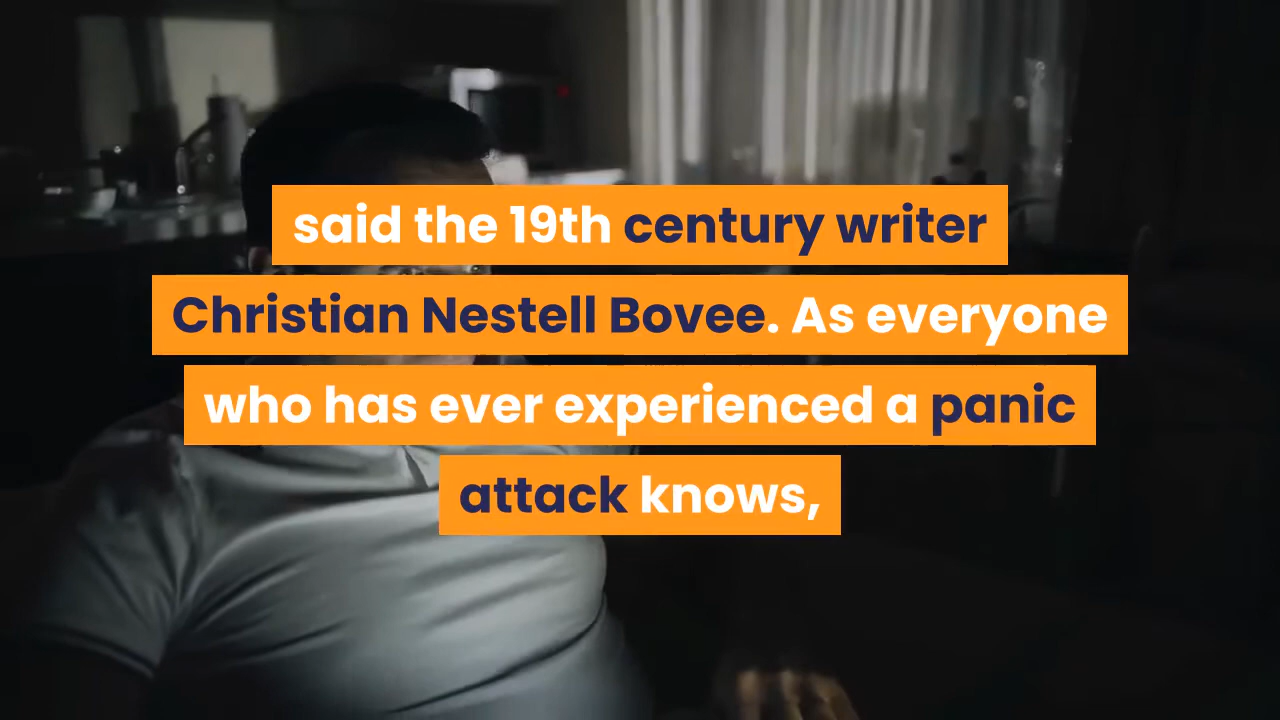 said the 19th century writer
Christian Nestell Bovee. As everyone
who has ever experienced a panic
attack knows,